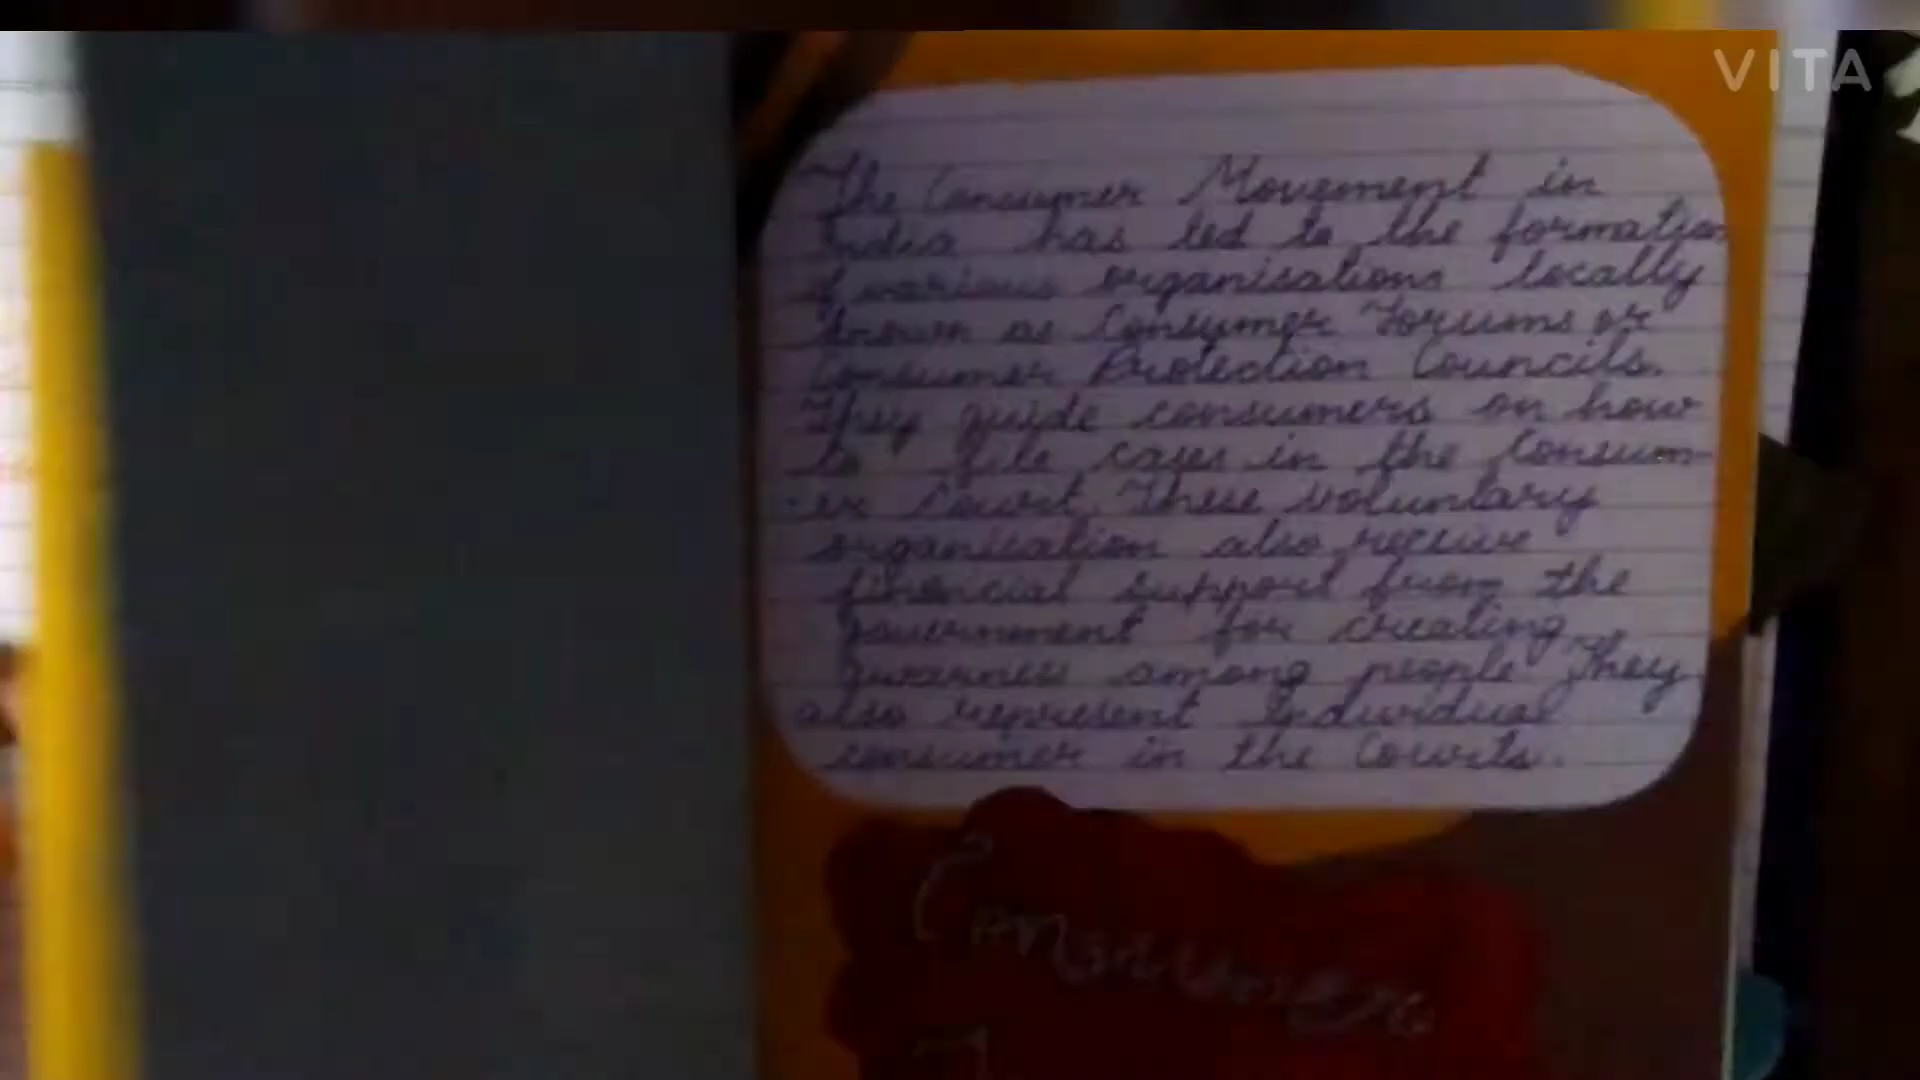 VITA
The Consumer Movement in
India has led to the formation
of various organisations locally
known as Consumer Forums or
Consumer Protection Councils.
They guide consumers on how
to file cases in the Consum-
-er Court. These voluntary
organisation also receive
financial support from the
government for creating
awareness among people They
also represent Individual
consumer in the Courts.
Consumers